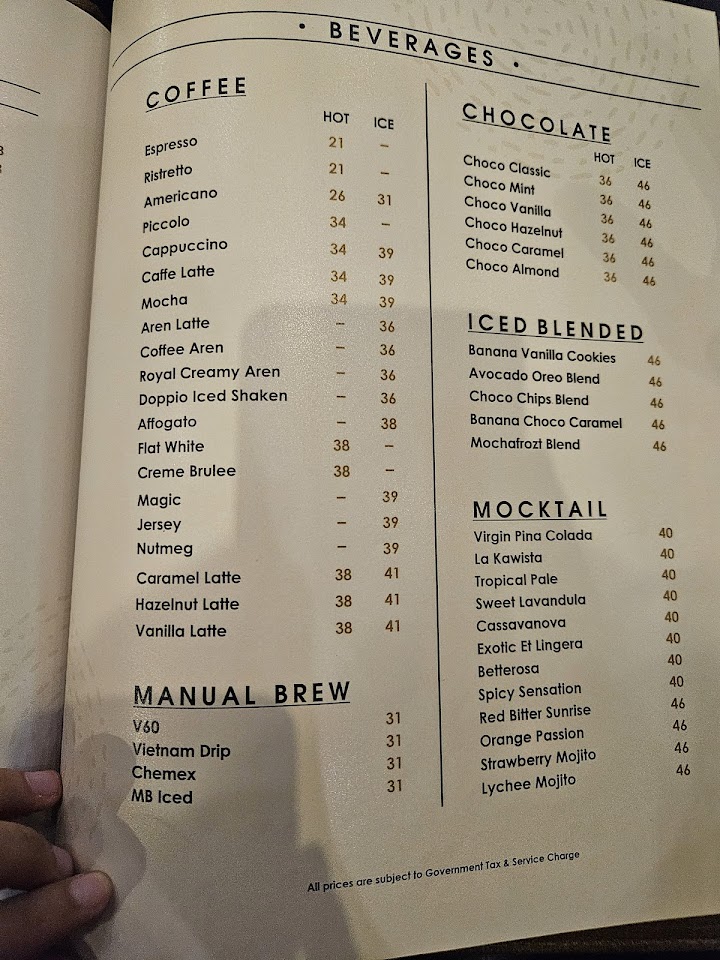 • BEVERAGES •
COFFEE
HOT ICE
Espresso 21 –
Ristretto 21 –
Americano 26 31
Piccolo 34 –
Cappuccino 34 39
Caffe Latte 34 39
Mocha 34 39
Aren Latte – 36
Coffee Aren – 36
Royal Creamy Aren – 36
Doppio Iced Shaken – 36
Affogato – 38
Flat White 38 –
Creme Brulee 38 –
Magic – 39
Jersey – 39
Nutmeg – 39
Caramel Latte 38 41
Hazelnut Latte 38 41
Vanilla Latte 38 41
MANUAL BREW
V60 31
Vietnam Drip 31
Chemex 31
MB Iced 31
CHOCOLATE
HOT ICE
Choco Classic 36 46
Choco Mint 36 46
Choco Vanilla 36 46
Choco Hazelnut 36 46
Choco Caramel 36 46
Choco Almond 36 46
ICED BLENDED
Banana Vanilla Cookies 46
Avocado Oreo Blend 46
Choco Chips Blend 46
Banana Choco Caramel 46
Mochafrozt Blend 46
MOCKTAIL
Virgin Pina Colada 40
La Kawista 40
Tropical Pale 40
Sweet Lavandula 40
Cassavanova 40
Exotic Et Lingera 40
Betterosa 40
Spicy Sensation 40
Red Bitter Sunrise 46
Orange Passion 46
Strawberry Mojito 46
Lychee Mojito 46
All prices are subject to Government Tax & Service Charge